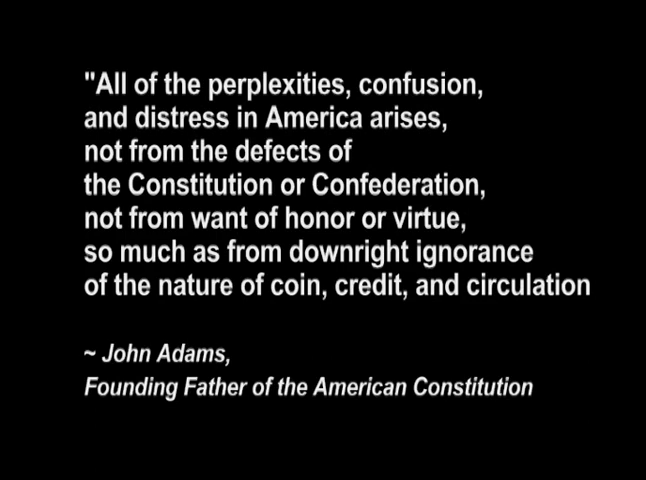 "All of the perplexities, confusion,
and distress in America arises,
not from the defects of
the Constitution or Confederation,
not from want of honor or virtue,
so much as from downright ignorance
of the nature of coin, credit, and circulation
~ John Adams,
Founding Father of the American Constitution